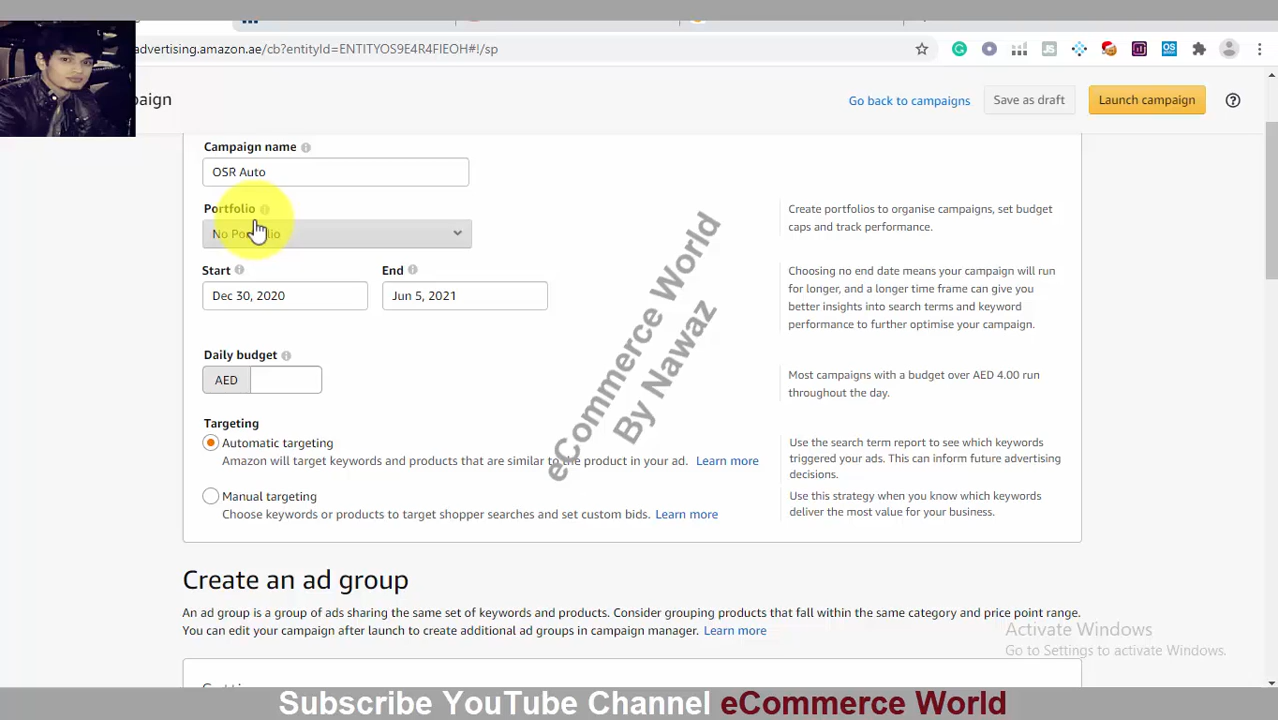 advertising.amazon.ae/cb?entityId=ENTITYOS9E4R4FIEOH#!/sp
paign
Go back to campaigns
Save as draft
Launch campaign
Campaign name
OSR Auto
Portfolio
No Portfolio
Create portfolios to organise campaigns, set budget
caps and track performance.
Start
End
Dec 30, 2020
Jun 5, 2021
Choosing no end date means your campaign will run
for longer, and a longer time frame can give you
better insights into search terms and keyword
performance to further optimise your campaign.
Daily budget
AED
Most campaigns with a budget over AED 4.00 run
throughout the day.
Targeting
Automatic targeting
Amazon will target keywords and products that are similar to the product in your ad. Learn more
Use the search term report to see which keywords
triggered your ads. This can inform future advertising
decisions.
Manual targeting
Choose keywords or products to target shopper searches and set custom bids. Learn more
Use this strategy when you know which keywords
deliver the most value for your business.
eCommerce World
By Nawaz
Create an ad group
An ad group is a group of ads sharing the same set of keywords and products. Consider grouping products that fall within the same category and price point range.
You can edit your campaign after launch to create additional ad groups in campaign manager. Learn more
Activate Windows
Go to Settings to activate Windows.
Subscribe YouTube Channel eCommerce World